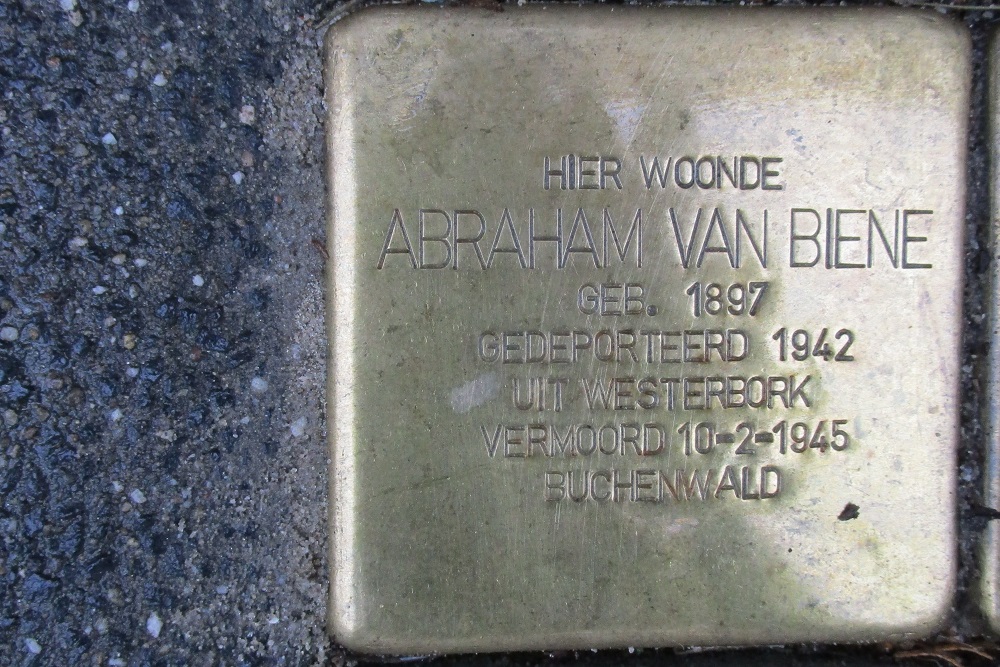 HIER WOONDE
ABRAHAM VAN BIENE
GEB. 1897
GEDEPORTEERD 1942
UIT WESTERBORK
VERMOORD 10-2-1945
BUCHENWALD